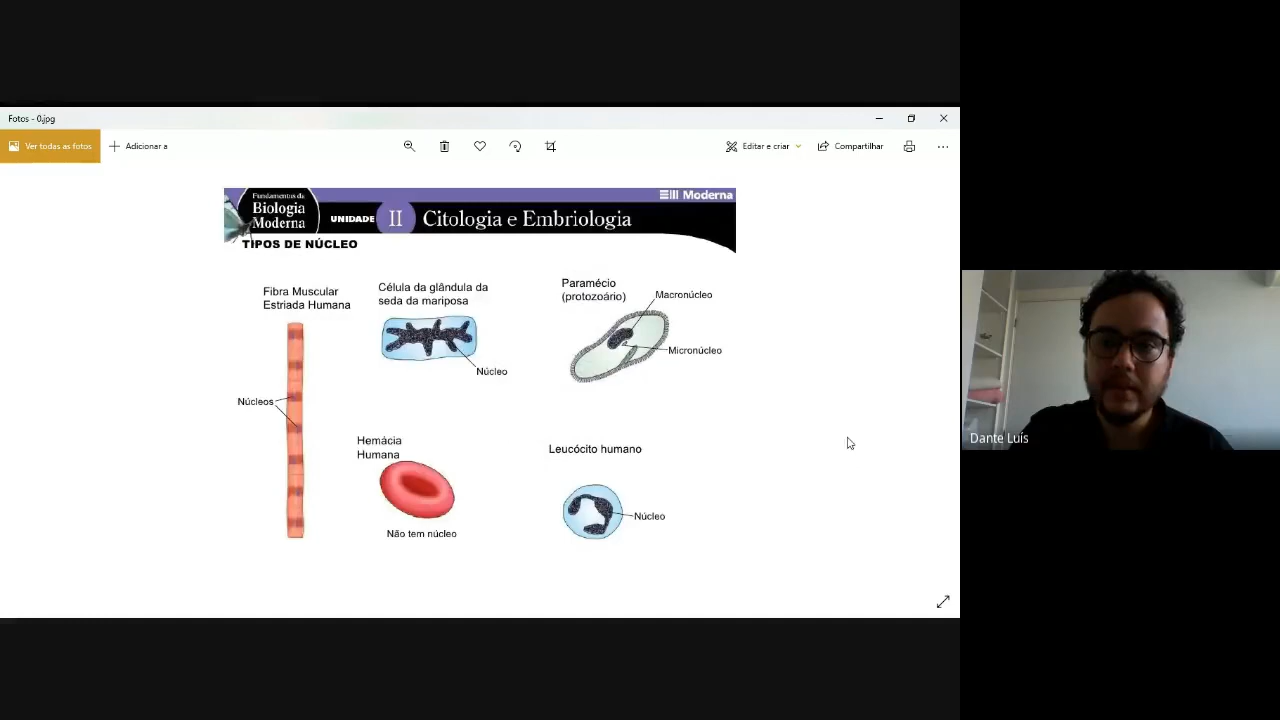 Fotos - 0.jpg
Ver todas as fotos
Adicionar a
Editar e criar
Compartilhar
Fundamentos da
Biologia
Moderna
UNIDADE II Citologia e Embriologia
Moderna
TIPOS DE NÚCLEO
Fibra Muscular
Estriada Humana
Núcleos
Célula da glândula da
seda da mariposa
Núcleo
Paramécio
(protozoário)
Macronúcleo
Micronúcleo
Hemácia
Humana
Não tem núcleo
Leucócito humano
Núcleo
Dante Luís